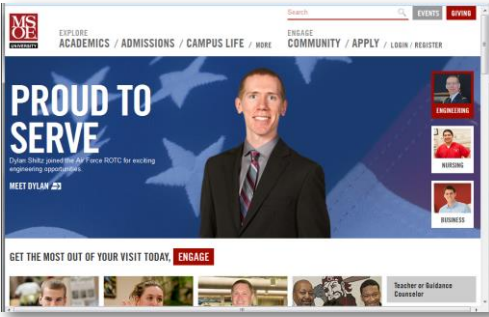 MS
OE
UNIVERSITY
Search
EVENTS
GIVING
EXPLORE
ACADEMICS / ADMISSIONS / CAMPUS LIFE / MORE
ENGAGE
COMMUNITY / APPLY / LOGIN / REGISTER
PROUD TO
SERVE
Dylan Shiltz joined the Air Force ROTC for exciting
engineering opportunities.
MEET DYLAN
ENGINEERING
NURSING
BUSINESS
GET THE MOST OUT OF YOUR VISIT TODAY, ENGAGE
Teacher or Guidance
Counselor